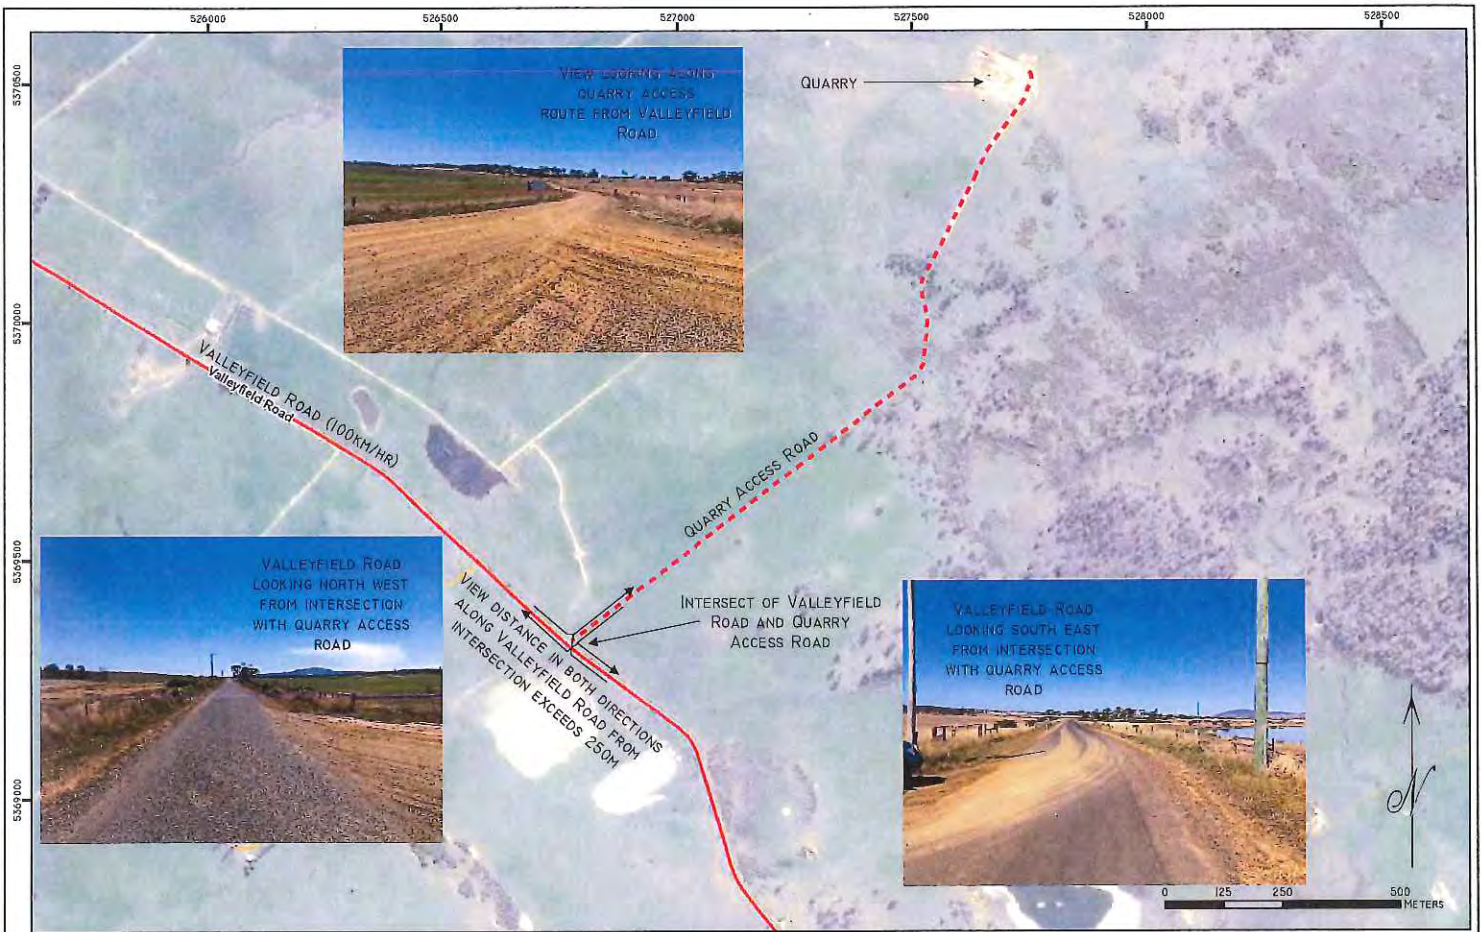 526000
526500
527000
527500
528000
528500
5370500
5370000
5369500
5369000
VIEW LOOKING ALONG
QUARRY ACCESS
ROUTE FROM VALLEYFIELD
ROAD
QUARRY
VALLEYFIELD ROAD (100KM/HR)
Valleyfield Road
QUARRY ACCESS ROAD
VALLEYFIELD ROAD
LOOKING NORTH WEST
FROM INTERSECTION
WITH QUARRY ACCESS
ROAD
VIEW DISTANCE IN BOTH DIRECTIONS
ALONG VALLEYFIELD ROAD FROM
INTERSECTION EXCEEDS 250M
INTERSECT OF VALLEYFIELD
ROAD AND QUARRY
ACCESS ROAD
VALLEYFIELD ROAD
LOOKING SOUTH EAST
FROM INTERSECTION
WITH QUARRY ACCESS
ROAD
N
0 125 250 500
METERS